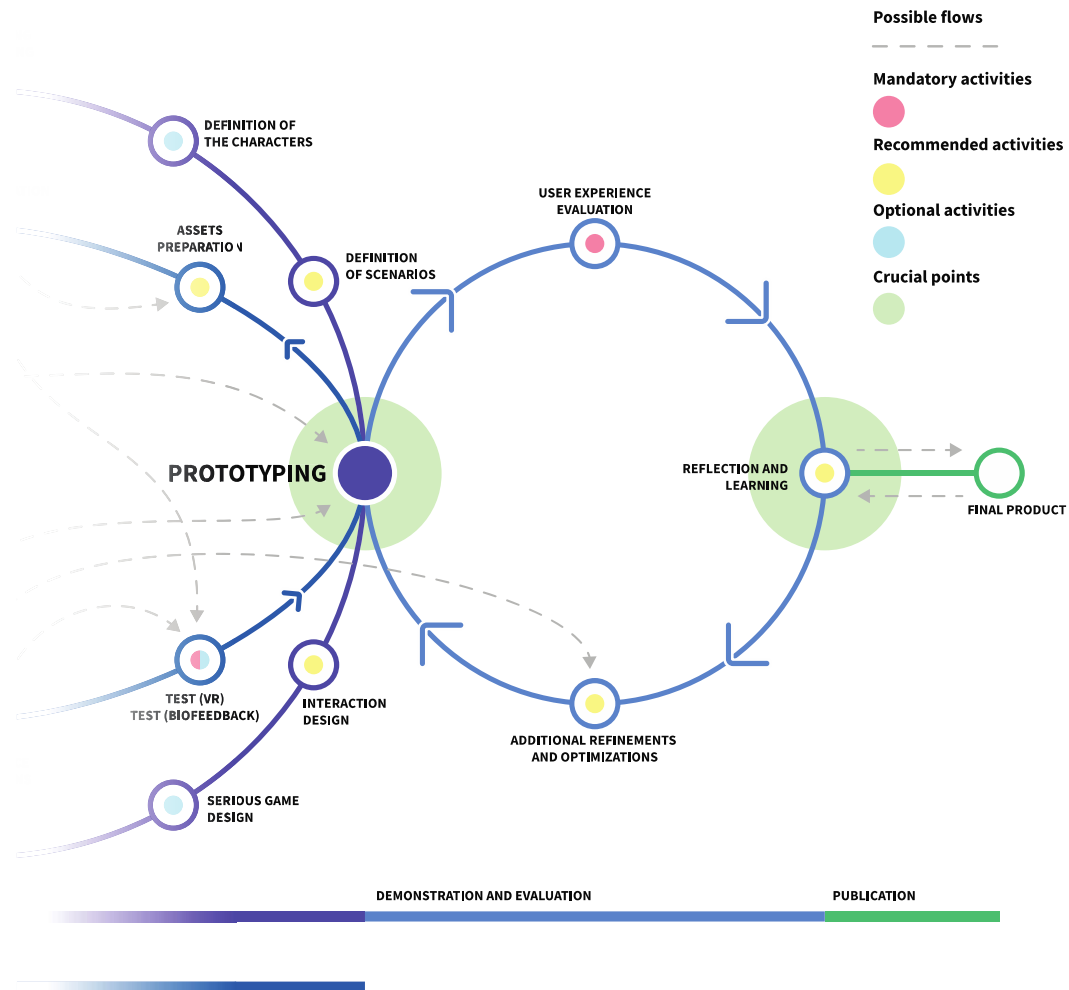 Possible flows
Mandatory activities
Recommended activities
Optional activities
Crucial points
DEFINITION OF
THE CHARACTERS
ASSETS
PREPARATION
DEFINITION
OF SCENARIOS
USER EXPERIENCE
EVALUATION
PROTOTYPING
REFLECTION AND
LEARNING
FINAL PRODUCT
TEST (VR)
TEST (BIOFEEDBACK)
INTERACTION
DESIGN
ADDITIONAL REFINEMENTS
AND OPTIMIZATIONS
SERIOUS GAME
DESIGN
DEMONSTRATION AND EVALUATION
PUBLICATION